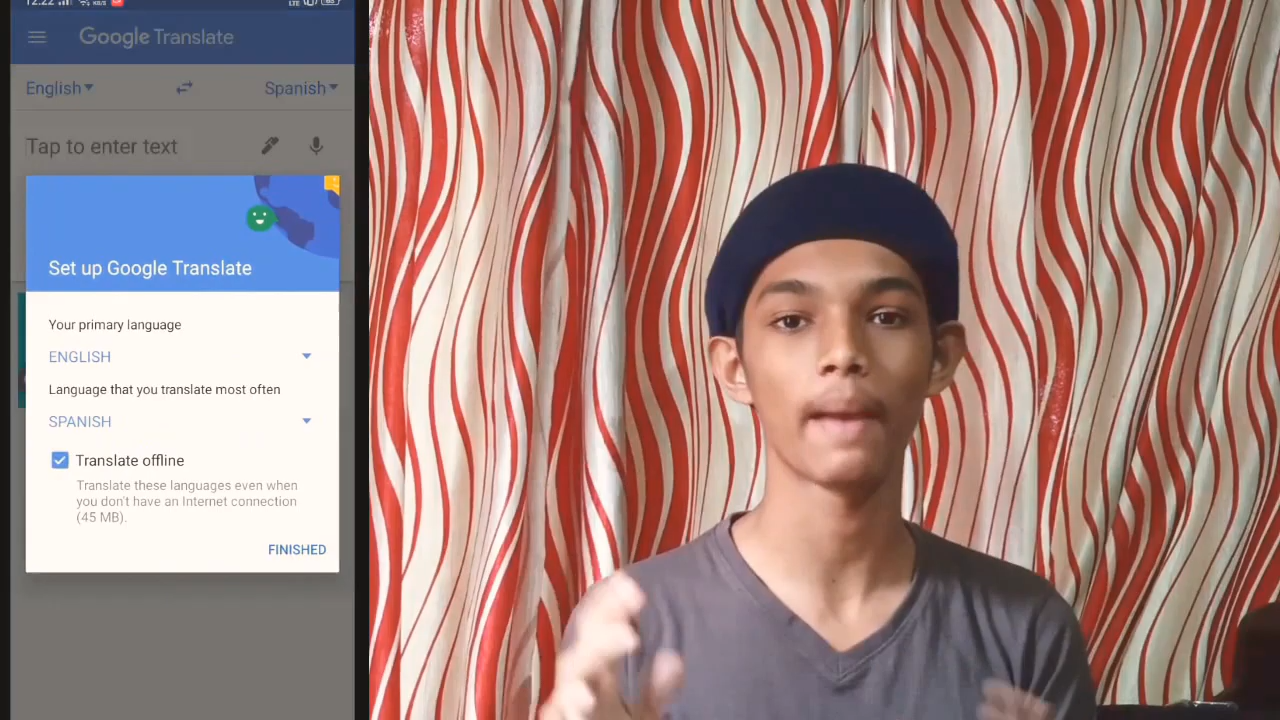 12:22
Google Translate
English Spanish
Tap to enter text
Set up Google Translate
Your primary language
ENGLISH
Language that you translate most often
SPANISH
Translate offline
Translate these languages even when
you don't have an Internet connection
(45 MB).
FINISHED